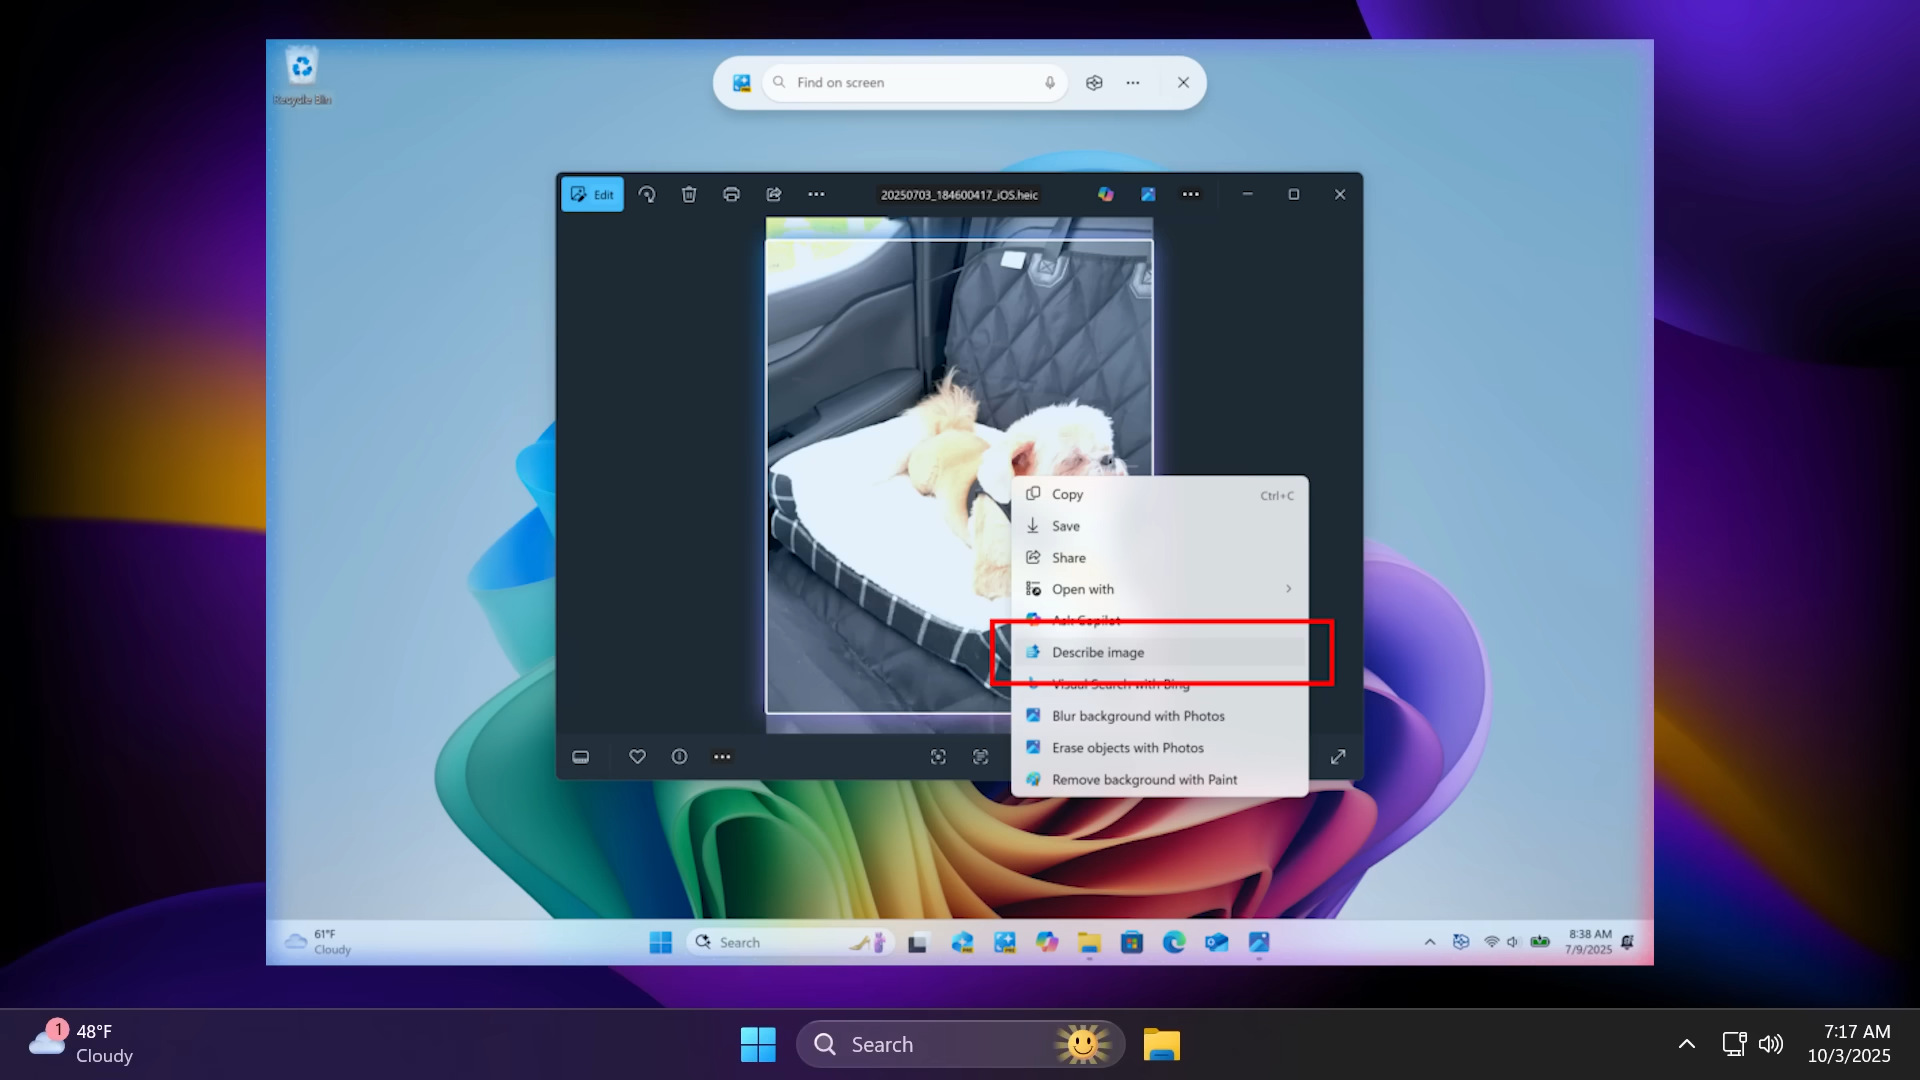 Recycle Bin
Find on screen
Edit
20250703_184600417_iOS.heic
Copy Ctrl+C
Save
Share
Open with
Ask Copilot
Describe image
Visual Search with Bing
Blur background with Photos
Erase objects with Photos
Remove background with Paint
61°F
Cloudy
Search
8:38 AM
7/9/2025
1
48°F
Cloudy
Search
7:17 AM
10/3/2025